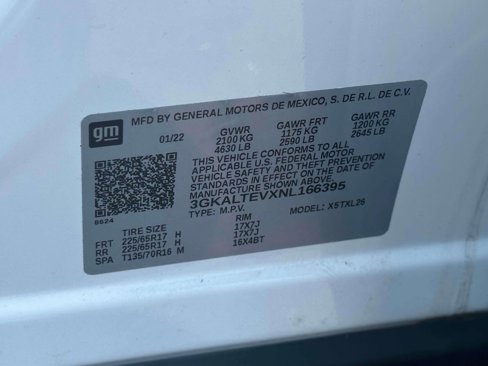 MFD BY GENERAL MOTORS DE MEXICO, S. DE R.L. DE C.V.
gm
01/22 GVWR GAWR FRT GAWR RR
2100 KG 1175 KG 1200 KG
4630 LB 2590 LB 2645 LB
THIS VEHICLE CONFORMS TO ALL
APPLICABLE U.S. FEDERAL MOTOR
VEHICLE SAFETY AND THEFT PREVENTION
STANDARDS IN EFFECT ON THE DATE OF
MANUFACTURE SHOWN ABOVE.
3GKALTEVXNL166395
TYPE: M.P.V. MODEL: X5TXL26
8624
TIRE SIZE RIM
FRT 225/65R17 H 17X7J
RR 225/65R17 H 17X7J
SPA T135/70R16 M 16X4BT